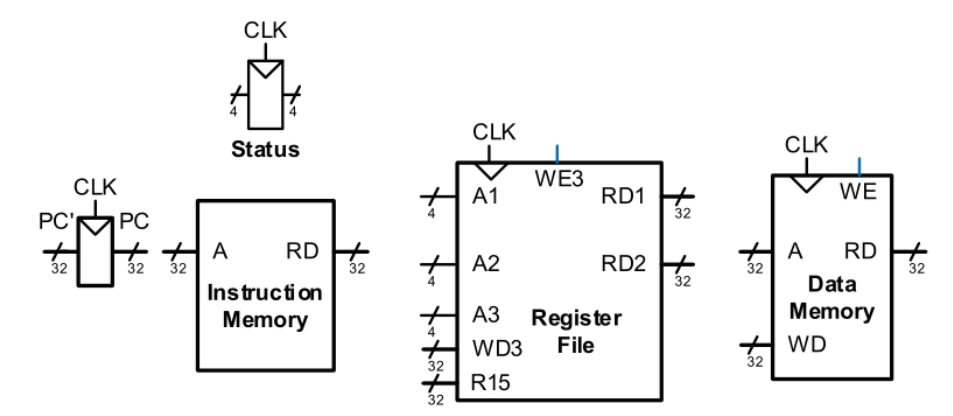 CLK
4
4
Status
CLK
PC'
PC
32
32
A
RD
32
32
Instruction
Memory
CLK
WE3
A1
RD1
4
32
A2
RD2
4
32
A3
4
WD3
32
R15
32
Register
File
CLK
WE
A
RD
32
32
Data
Memory
WD
32